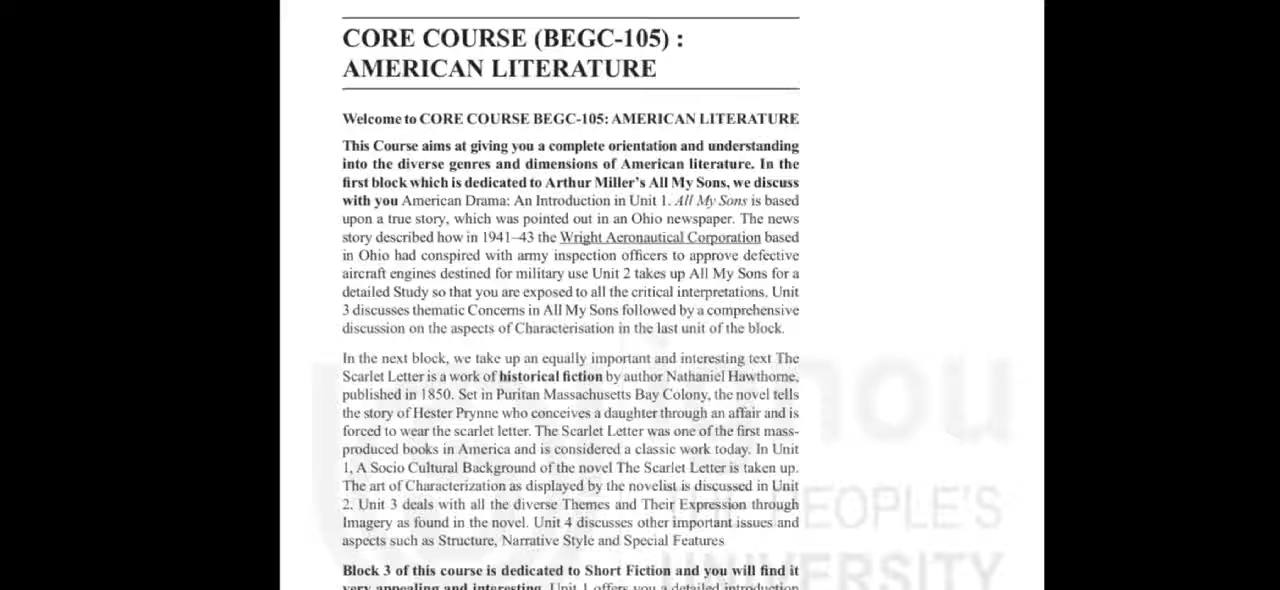 CORE COURSE (BEGC-105) :
AMERICAN LITERATURE
Welcome to CORE COURSE BEGC-105: AMERICAN LITERATURE
This Course aims at giving you a complete orientation and understanding
into the diverse genres and dimensions of American literature. In the
first block which is dedicated to Arthur Miller's All My Sons, we discuss
with you American Drama: An Introduction in Unit 1. All My Sons is based
upon a true story, which was pointed out in an Ohio newspaper. The news
story described how in 1941–43 the Wright Aeronautical Corporation based
in Ohio had conspired with army inspection officers to approve defective
aircraft engines destined for military use Unit 2 takes up All My Sons for a
detailed Study so that you are exposed to all the critical interpretations. Unit
3 discusses thematic Concerns in All My Sons followed by a comprehensive
discussion on the aspects of Characterisation in the last unit of the block.
In the next block, we take up an equally important and interesting text The
Scarlet Letter is a work of historical fiction by author Nathaniel Hawthorne,
published in 1850. Set in Puritan Massachusetts Bay Colony, the novel tells
the story of Hester Prynne who conceives a daughter through an affair and is
forced to wear the scarlet letter. The Scarlet Letter was one of the first mass-
produced books in America and is considered a classic work today. In Unit
1, A Socio Cultural Background of the novel The Scarlet Letter is taken up.
The art of Characterization as displayed by the novelist is discussed in Unit
2. Unit 3 deals with all the diverse Themes and Their Expression through
Imagery as found in the novel. Unit 4 discusses other important issues and
aspects such as Structure, Narrative Style and Special Features
Block 3 of this course is dedicated to Short Fiction and you will find it
very appealing and interesting. Unit 1 offers you a detailed introduction
ignou
THE PEOPLE'S
UNIVERSITY